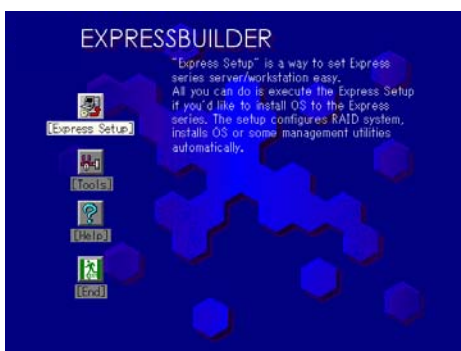 EXPRESSBUILDER
"Express Setup" is a way to set Express
series server/workstation easy.
All you can do is execute the Express Setup
if you'd like to install OS to the Express
series. The setup configures RAID system,
installs OS or some management utilities
automatically.
[Express Setup]
[Tools]
[Help]
[End]